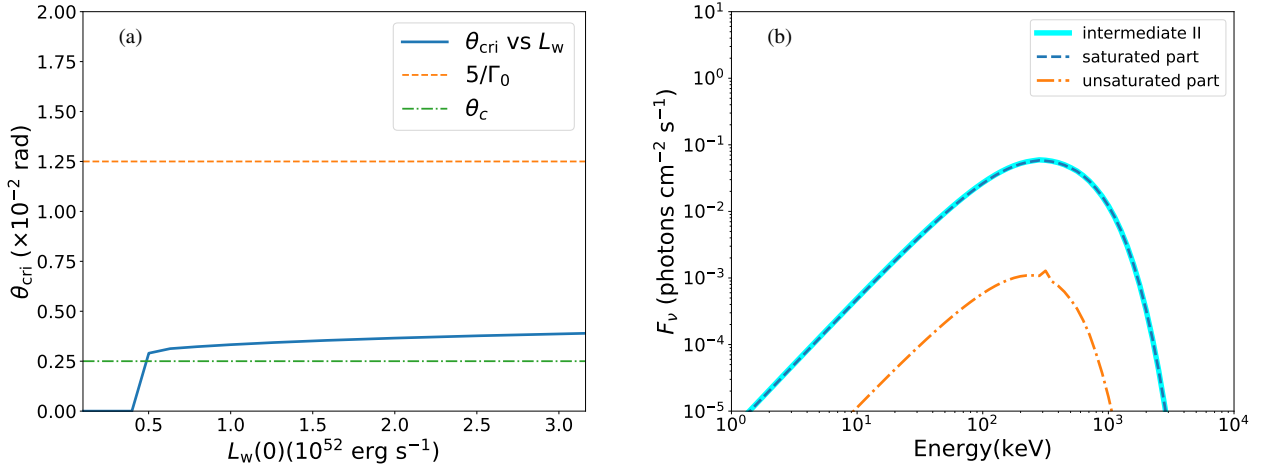 (a)
θcri vs Lw
5/Γ0
θc
2.00
1.75
1.50
1.25
1.00
0.75
0.50
0.25
0.00
θcri (×10−2 rad)
0.5
1.0
1.5
2.0
2.5
3.0
Lw(0)(10^52 erg s−1)
(b)
intermediate II
saturated part
unsaturated part
10^1
10^0
10−1
10−2
10−3
10−4
10−5
Fν (photons cm−2 s−1)
10^0
10^1
10^2
10^3
10^4
Energy(keV)